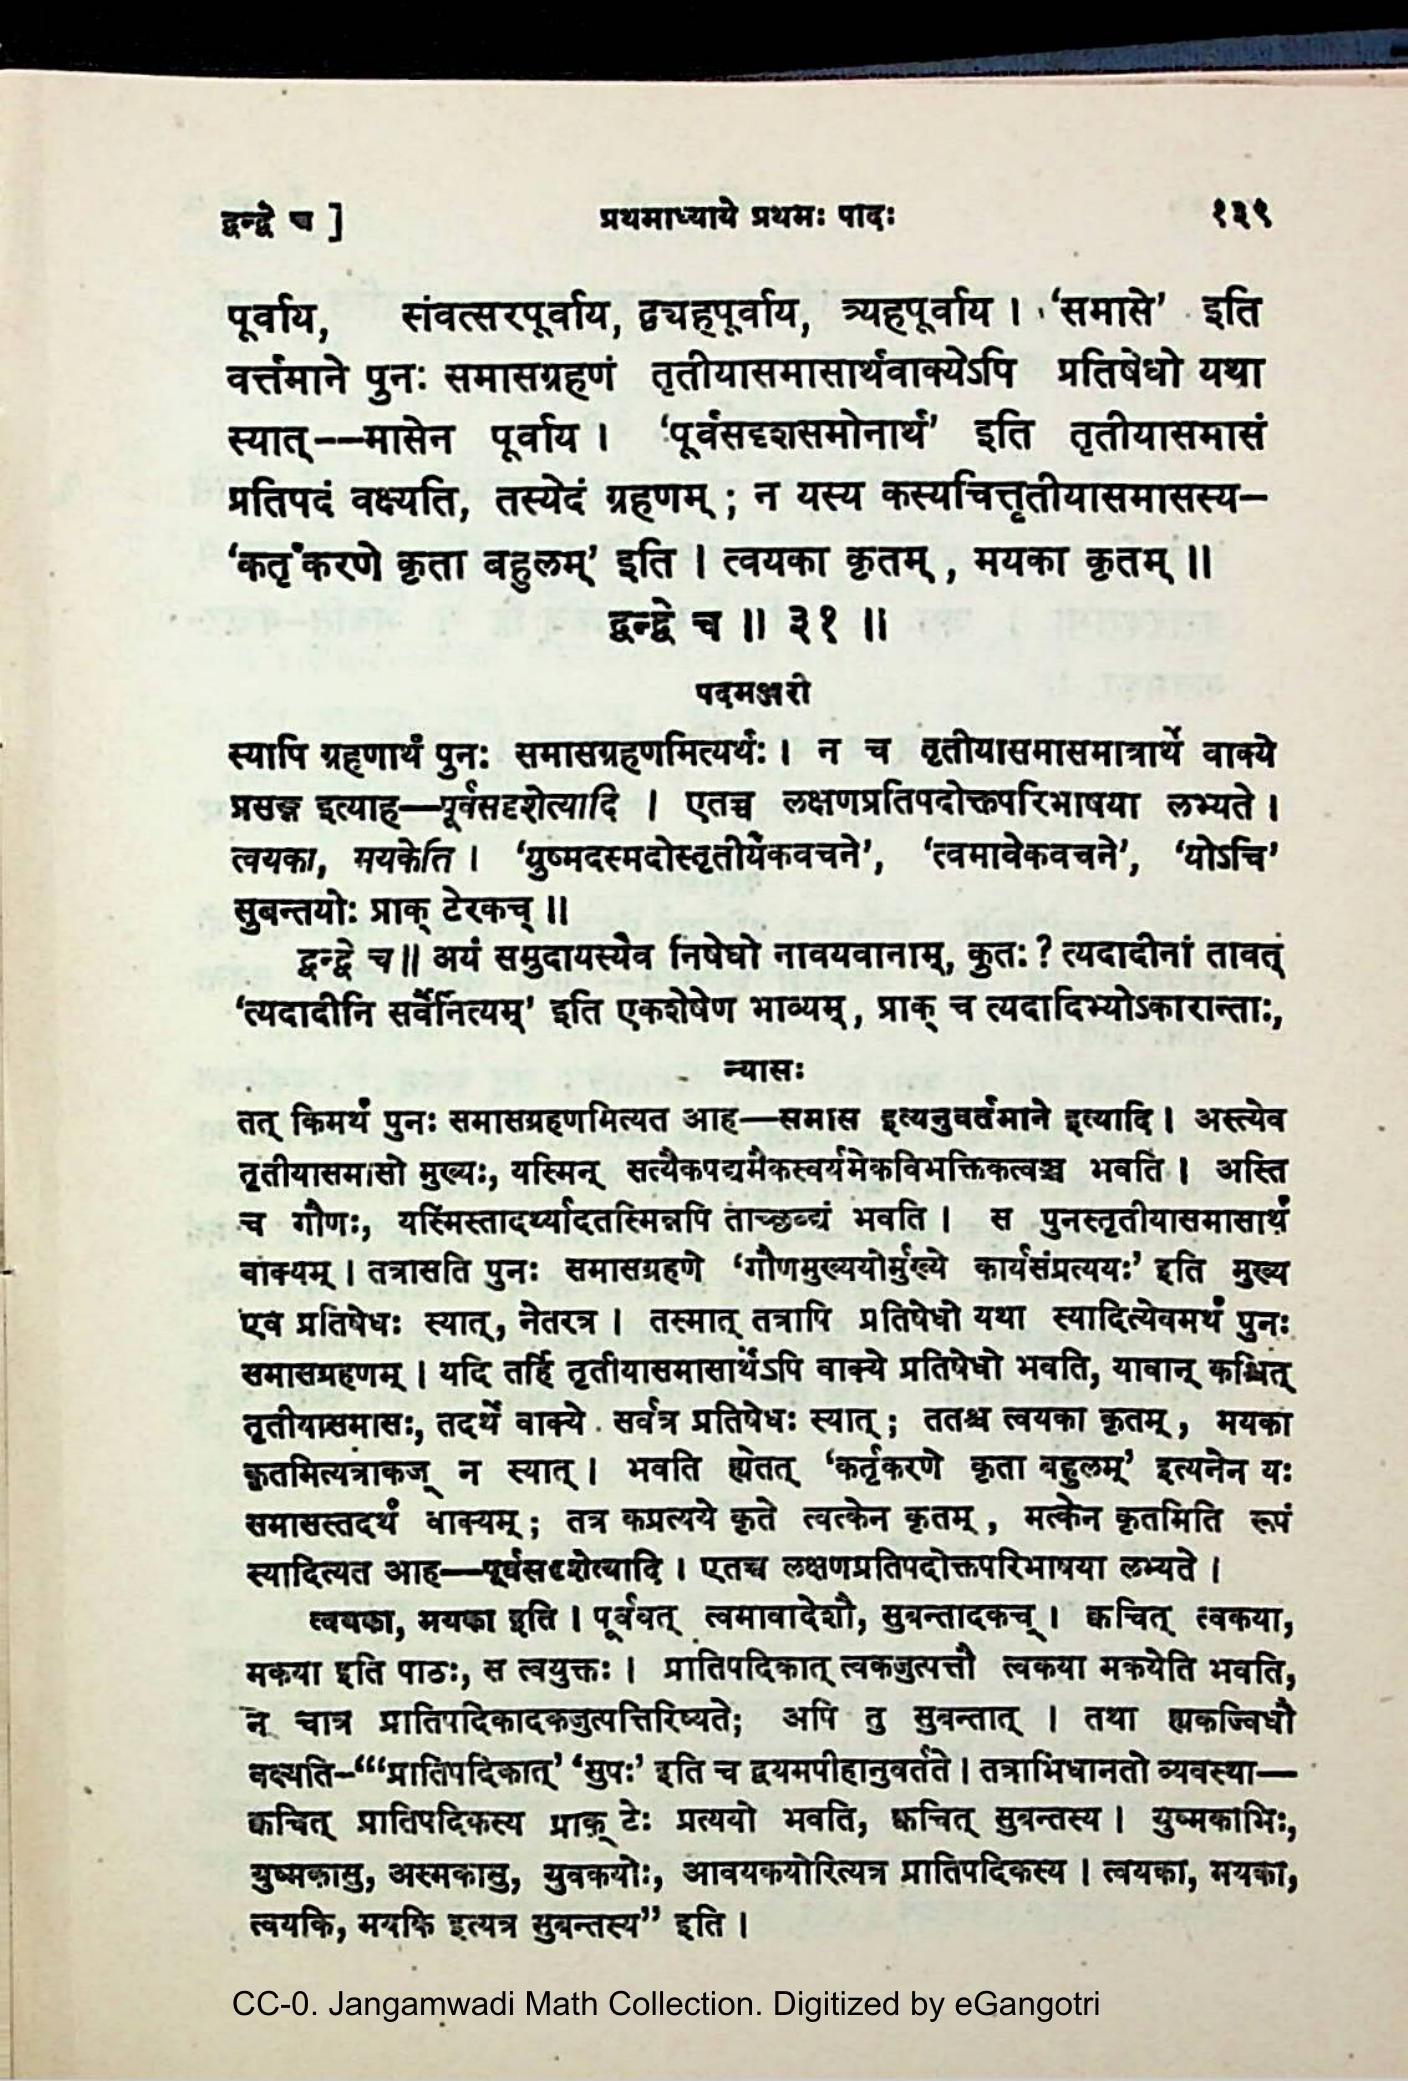 द्वन्द्वे च ] प्रथमाध्याये प्रथमः पादः १३९
पूर्वाय, संवत्सरपूर्वाय, द्व्यहपूर्वाय, त्र्यहपूर्वाय । 'समासे' इति
वर्त्तमाने पुनः समासग्रहणं तृतीयासमासार्थवाक्येऽपि प्रतिषेधो यथा
स्यात्--मासेन पूर्वाय । 'पूर्वसदृशसमोनार्थ' इति तृतीयासमासं
प्रतिपदं वक्ष्यति, तस्येदं ग्रहणम् ; न यस्य कस्यचित्तृतीयासमासस्य–
'कर्तृकरणे कृता बहुलम्' इति । त्वयका कृतम् , मयका कृतम् ॥
द्वन्द्वे च ॥ ३१ ॥
पदमञ्जरी
स्यापि ग्रहणार्थं पुनः समासग्रहणमित्यर्थः । न च तृतीयासमासमात्रार्थे वाक्ये
प्रसङ्ग इत्याह—पूर्वसदृशेत्यादि । एतच्च लक्षणप्रतिपदोक्तपरिभाषया लभ्यते ।
त्वयका, मयकेति । 'युष्मदस्मदोस्तृतीयैकवचने', 'त्वमावेकवचने', 'योऽचि'
सुबन्तयोः प्राक् टेरकच् ॥
द्वन्द्वे च ॥ अयं समुदायस्यैव निषेधो नावयवानाम्, कुतः ? त्यदादीनां तावत्
'त्यदादीनि सर्वैर्नित्यम्' इति एकशेषेण भाव्यम् , प्राक् च त्यदादिभ्योऽकारान्ताः,
न्यासः
तत् किमर्थं पुनः समासग्रहणमित्यत आह—समास इत्यनुवर्तमाने इत्यादि । अस्त्येव
तृतीयासमासो मुख्यः, यस्मिन् सत्यैकपद्यमैकस्वर्यमेकविभक्तिकत्वञ्च भवति । अस्ति
च गौणः, यस्मिस्तादर्थ्यादतस्मिन्नपि ताच्छब्द्यं भवति । स पुनस्तृतीयासमासार्थं
वाक्यम् । तत्रासति पुनः समासग्रहणे 'गौणमुख्ययोर्मुख्ये कार्यसंप्रत्ययः' इति मुख्य
एव प्रतिषेधः स्यात्, नेतरत्र । तस्मात् तत्रापि प्रतिषेधो यथा स्यादित्येवमर्थं पुनः
समासग्रहणम् । यदि तर्हि तृतीयासमासार्थेऽपि वाक्ये प्रतिषेधो भवति, यावान् कश्चित्
तृतीयासमासः, तदर्थे वाक्ये सर्वत्र प्रतिषेधः स्यात् ; ततश्च त्वयका कृतम् , मयका
कृतमित्यत्राकज् न स्यात् । भवति ह्येतत् 'कर्तृकरणे कृता बहुलम्' इत्यनेन यः
समासस्तदर्थं वाक्यम् ; तत्र कप्रत्यये कृते त्वत्केन कृतम् , मत्केन कृतमिति रूपं
स्यादित्यत आह—पूर्वसदृशेत्यादि । एतच्च लक्षणप्रतिपदोक्तपरिभाषया लभ्यते ।
त्वयका, मयका इति । पूर्ववत् त्वमावादेशौ, सुबन्तादकच् । क्वचित् त्वकया,
मकया इति पाठः, स त्वयुक्तः । प्रातिपदिकात् त्वकजुत्पत्तौ त्वकया मकयेति भवति,
न चात्र प्रातिपदिकादकजुत्पत्तिरिष्यते; अपि तु सुबन्तात् । तथा ह्यकज्विधौ
वक्ष्यति–"'प्रातिपदिकात्' 'सुपः' इति च द्वयमपीहानुवर्तते । तत्राभिधानतो व्यवस्था—
क्वचित् प्रातिपदिकस्य प्राक् टेः प्रत्ययो भवति, क्वचित् सुबन्तस्य । युष्मकाभिः,
युष्मकासु, अस्मकासु, युवकयोः, आवयकयोरित्यत्र प्रातिपदिकस्य । त्वयका, मयका,
त्वयकि, मयकि इत्यत्र सुबन्तस्य" इति ।
CC-0. Jangamwadi Math Collection. Digitized by eGangotri